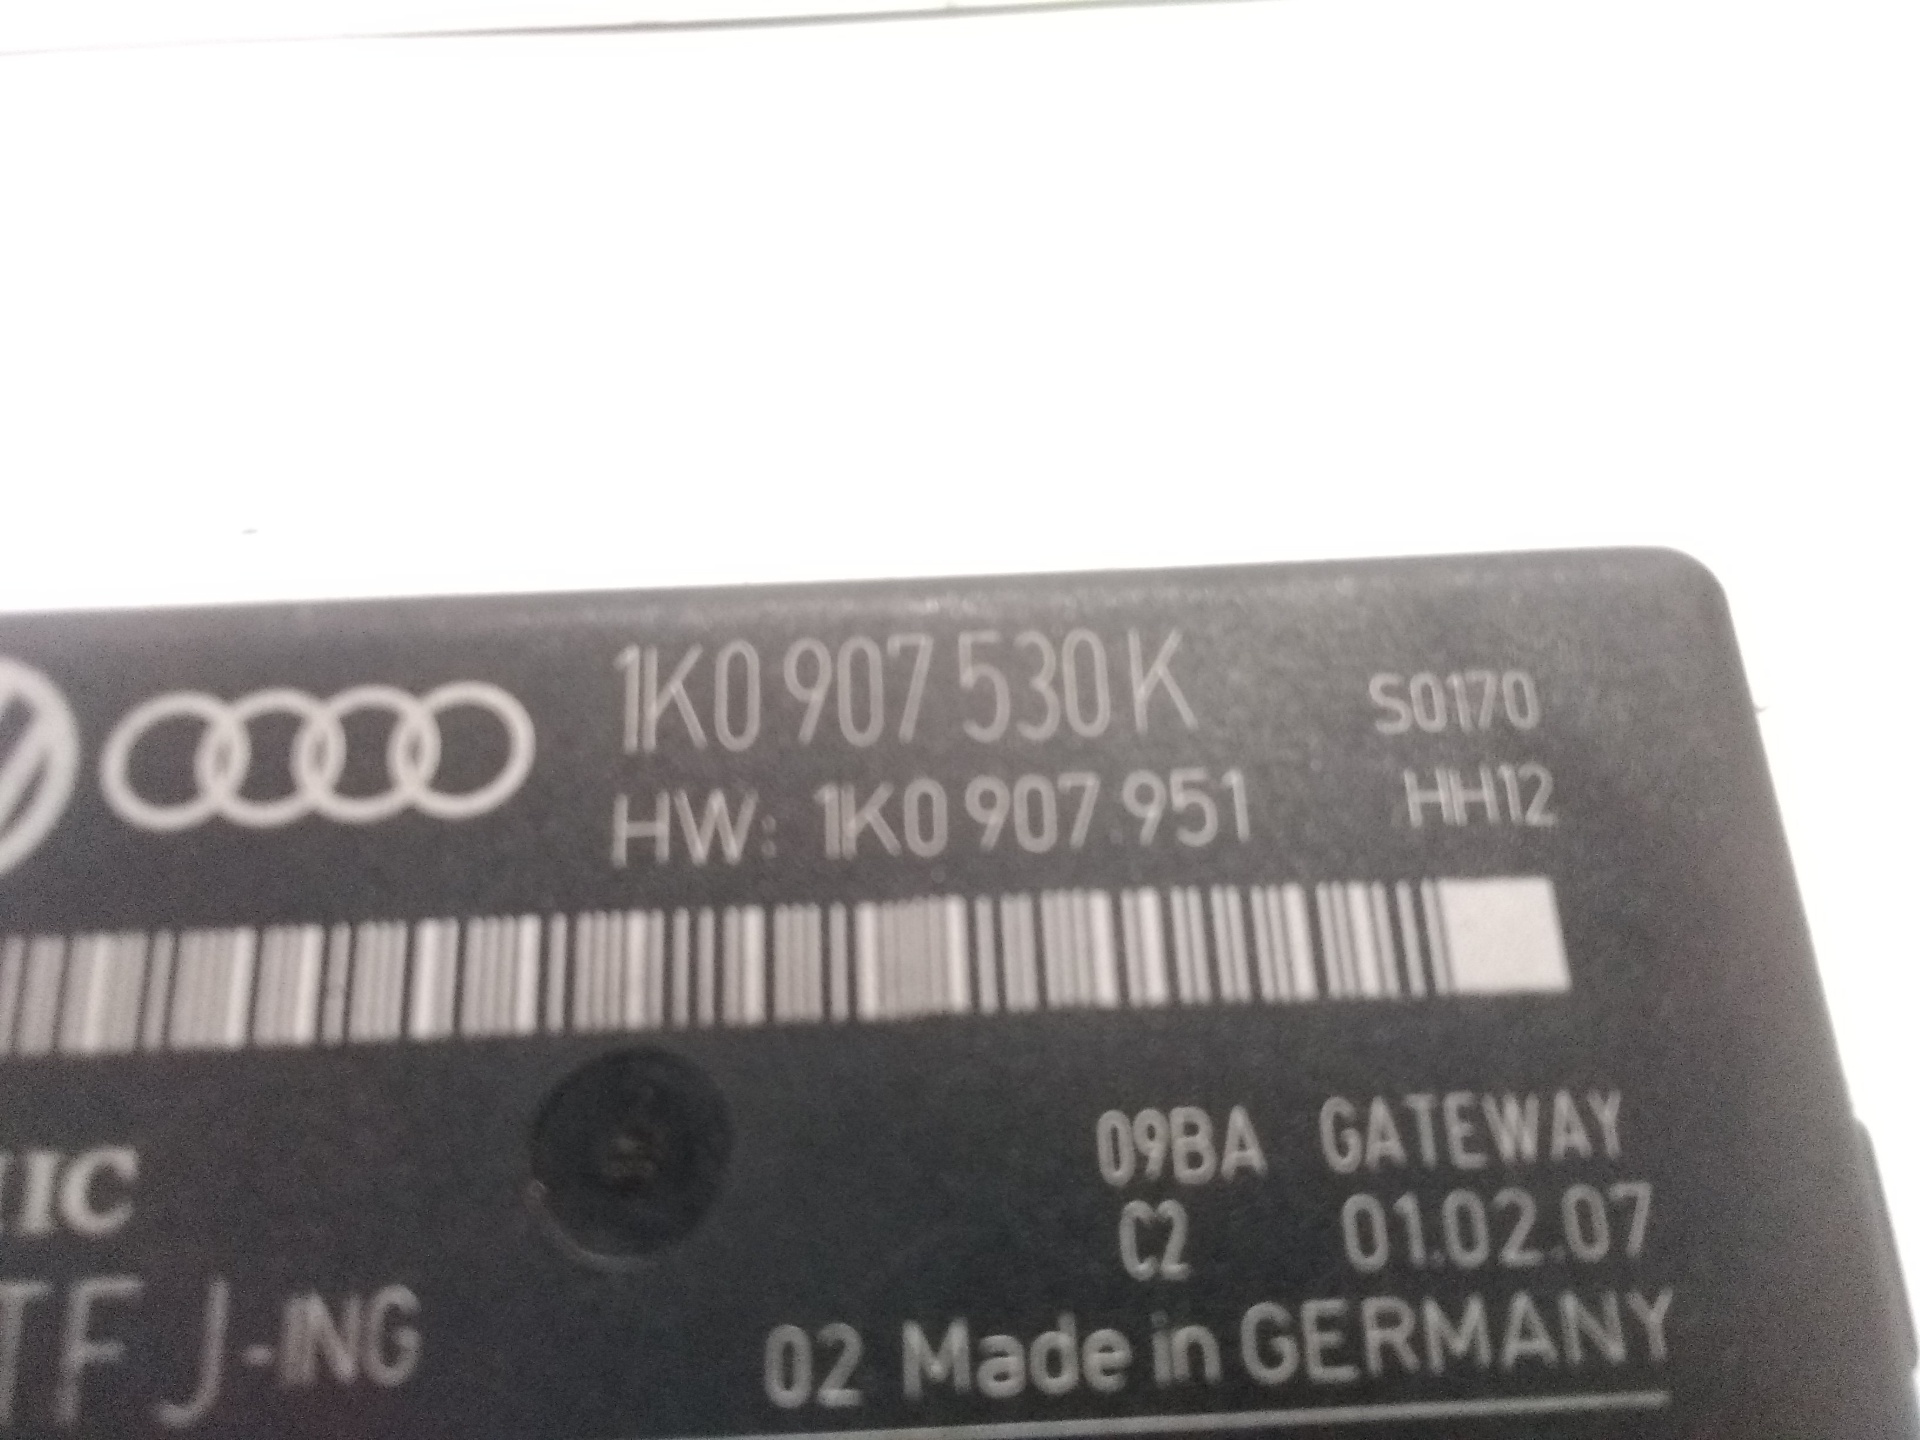 1K0 907 530 K S0170
HW: 1K0 907 951 HH12
09BA GATEWAY
C2 01.02.07
TFJ-ING
02 Made in GERMANY